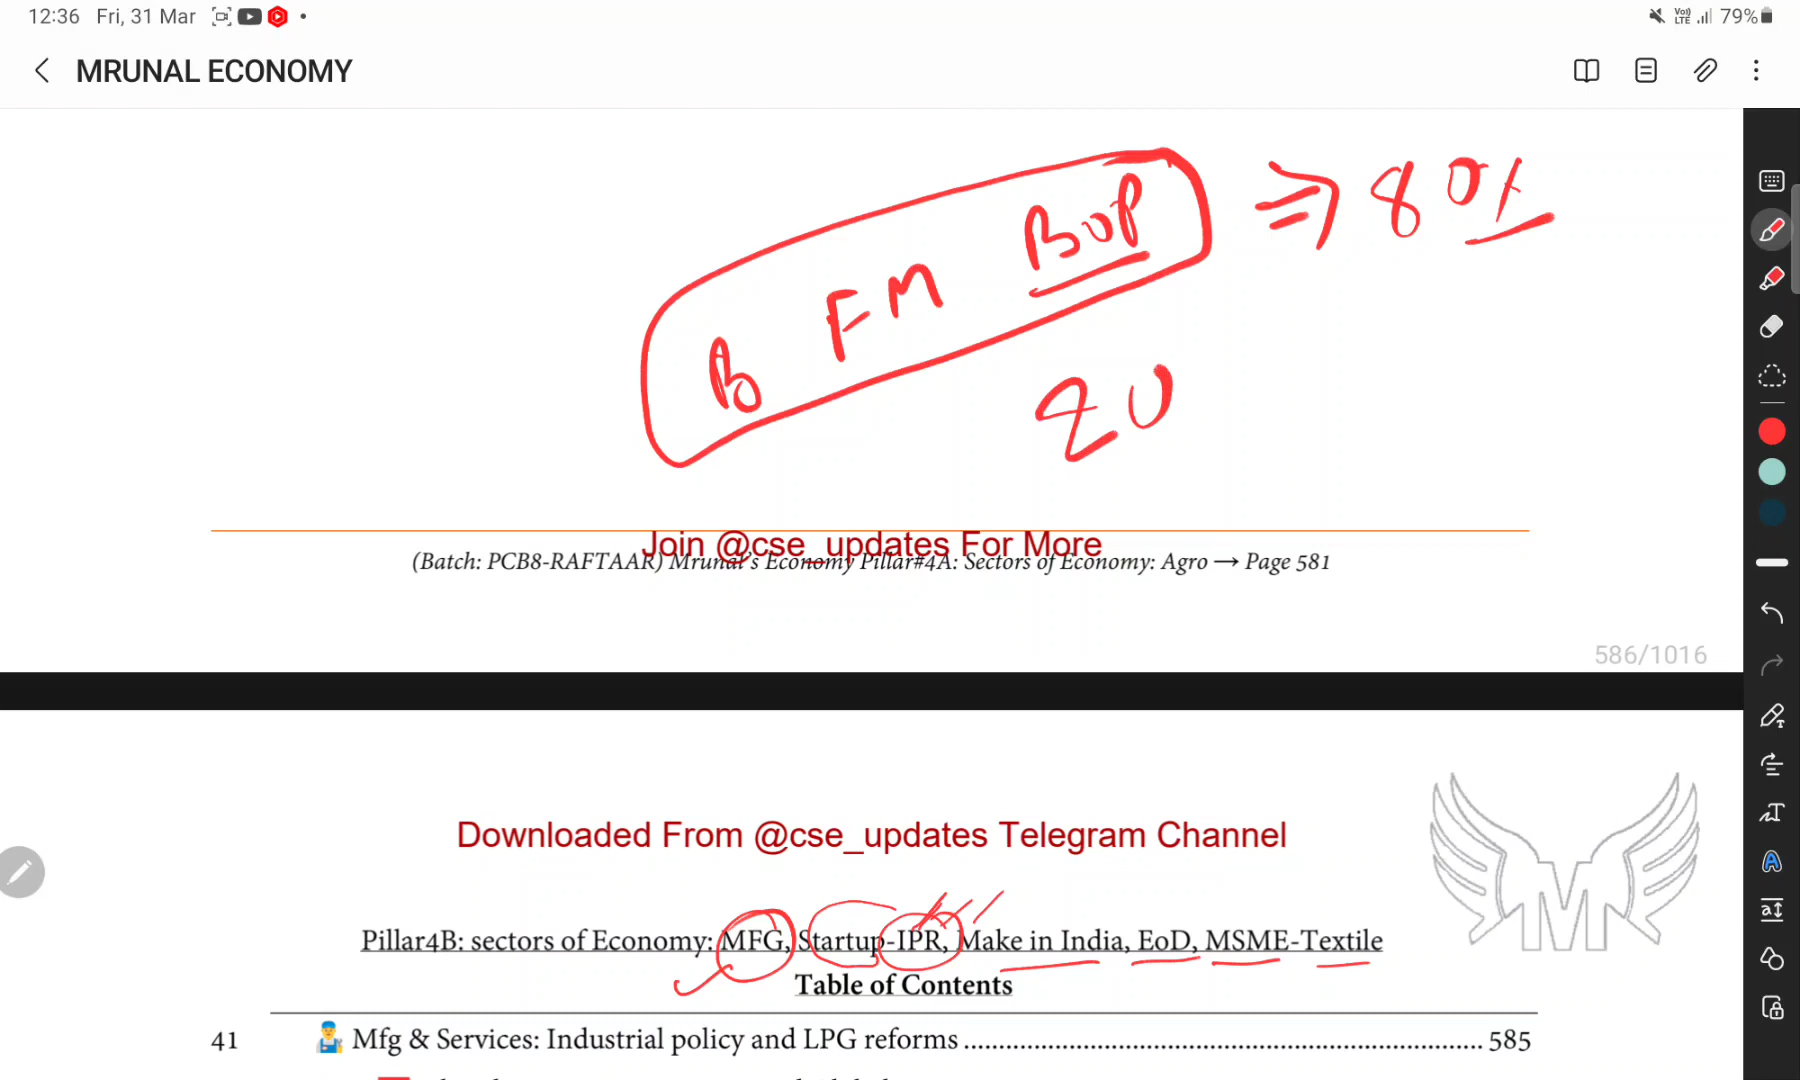 12:36 Fri, 31 Mar
Vo) LTE 79%
MRUNAL ECONOMY
B FM BOP ⇒ 80%
20
Join @cse_updates For More
(Batch: PCB8-RAFTAAR) Mrunal's Economy Pillar#4A: Sectors of Economy: Agro → Page 581
586/1016
Downloaded From @cse_updates Telegram Channel
Pillar4B: sectors of Economy: MFG, Startup-IPR, Make in India, EoD, MSME-Textile
Table of Contents
41 Mfg & Services: Industrial policy and LPG reforms 585